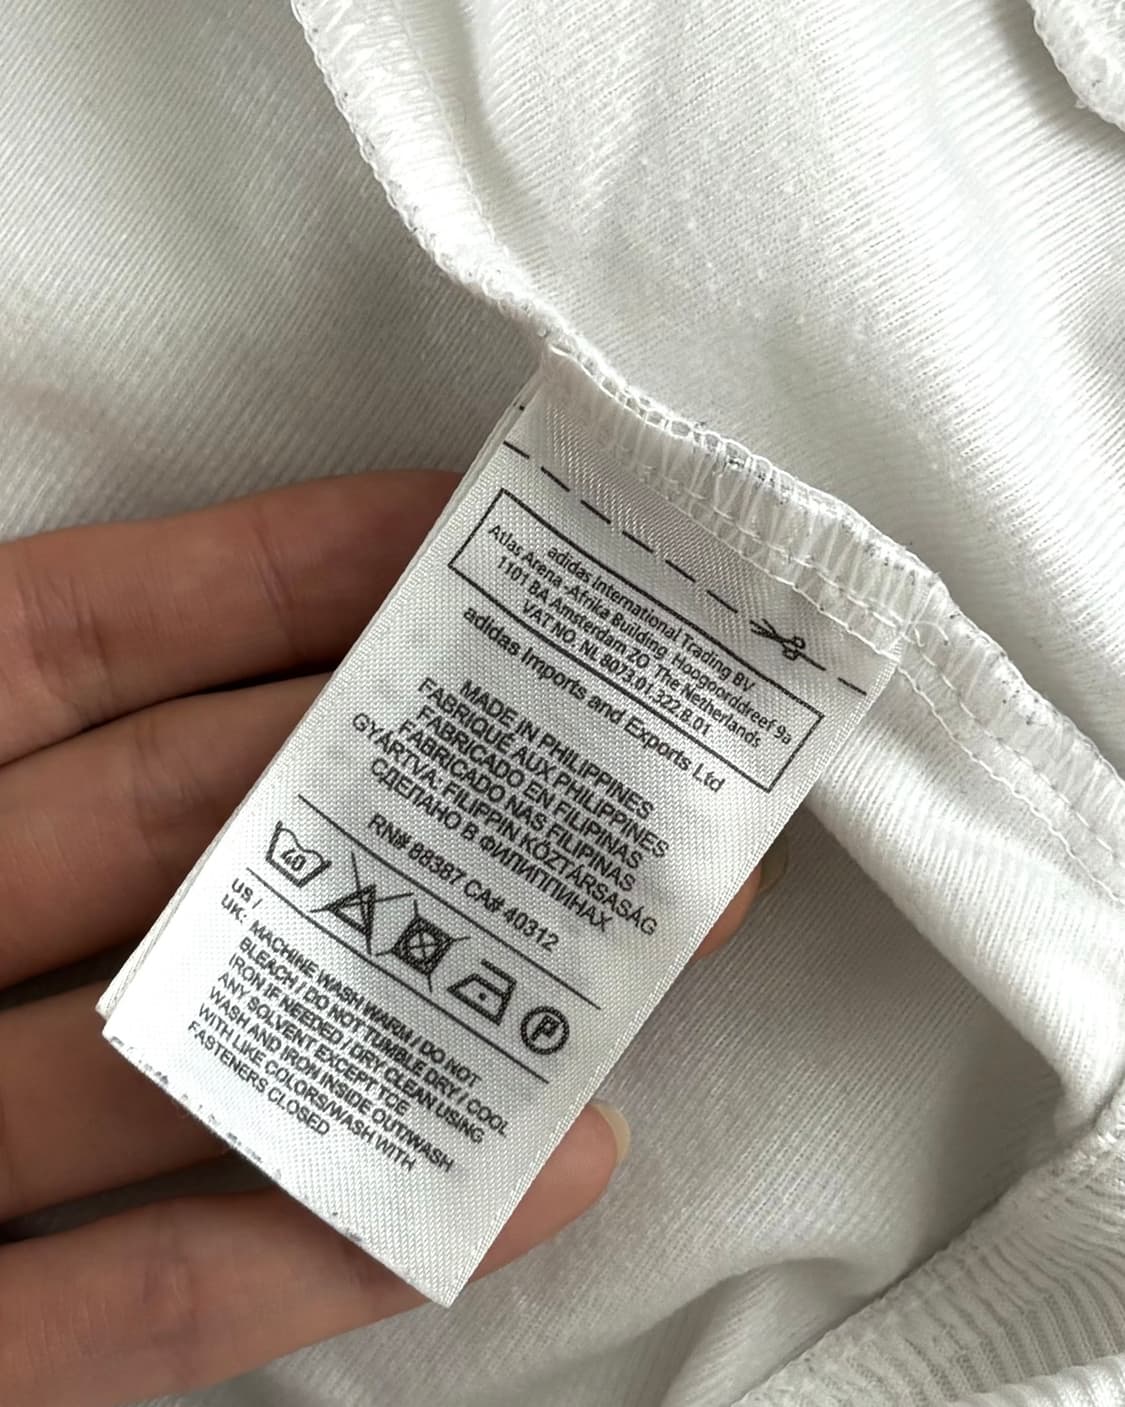 adidas International Trading BV
Atlas Arena -Afrika Building Hoogoorddreef 9a
1101 BA Amsterdam ZO The Netherlands
VAT NO. NL 8073.01.322.B.01
adidas Imports and Exports Ltd
MADE IN PHILIPPINES
FABRIQUÉ AUX PHILIPPINES
FABRICADO EN FILIPINAS
FABRICADO NAS FILIPINAS
GYÁRTVA: FILIPPIN KÖZTÁRSASÁG
СДЕЛАНО В ФИЛИППИНАХ
RN# 88387 CA# 40312
40
P
US /
UK: MACHINE WASH WARM / DO NOT
BLEACH / DO NOT TUMBLE DRY / COOL
IRON IF NEEDED / DRY CLEAN USING
ANY SOLVENT EXCEPT TCE
WASH AND IRON INSIDE OUT/WASH
WITH LIKE COLORS/WASH WITH
FASTENERS CLOSED